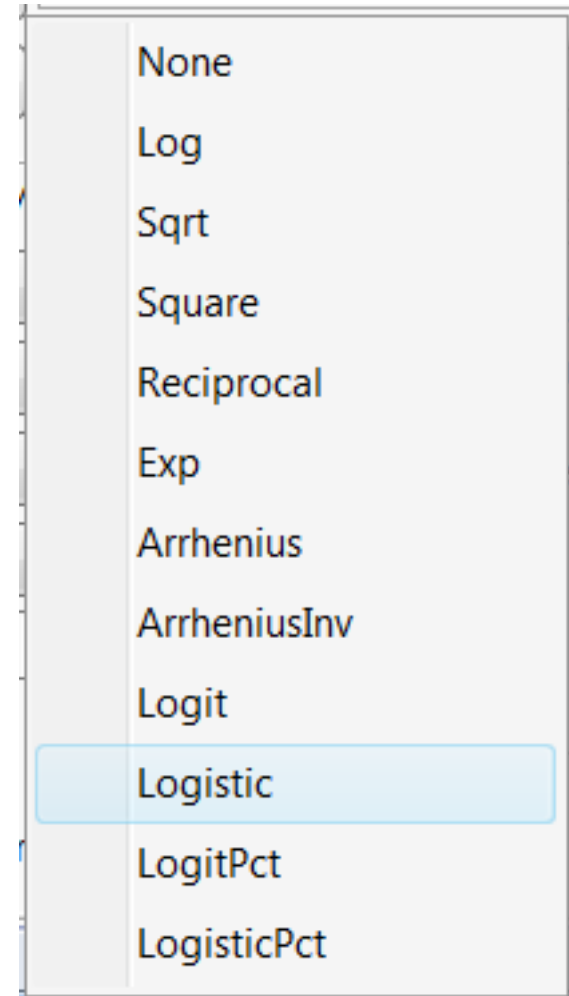 None
Log
Sqrt
Square
Reciprocal
Exp
Arrhenius
ArrheniusInv
Logit
Logistic
LogitPct
LogisticPct